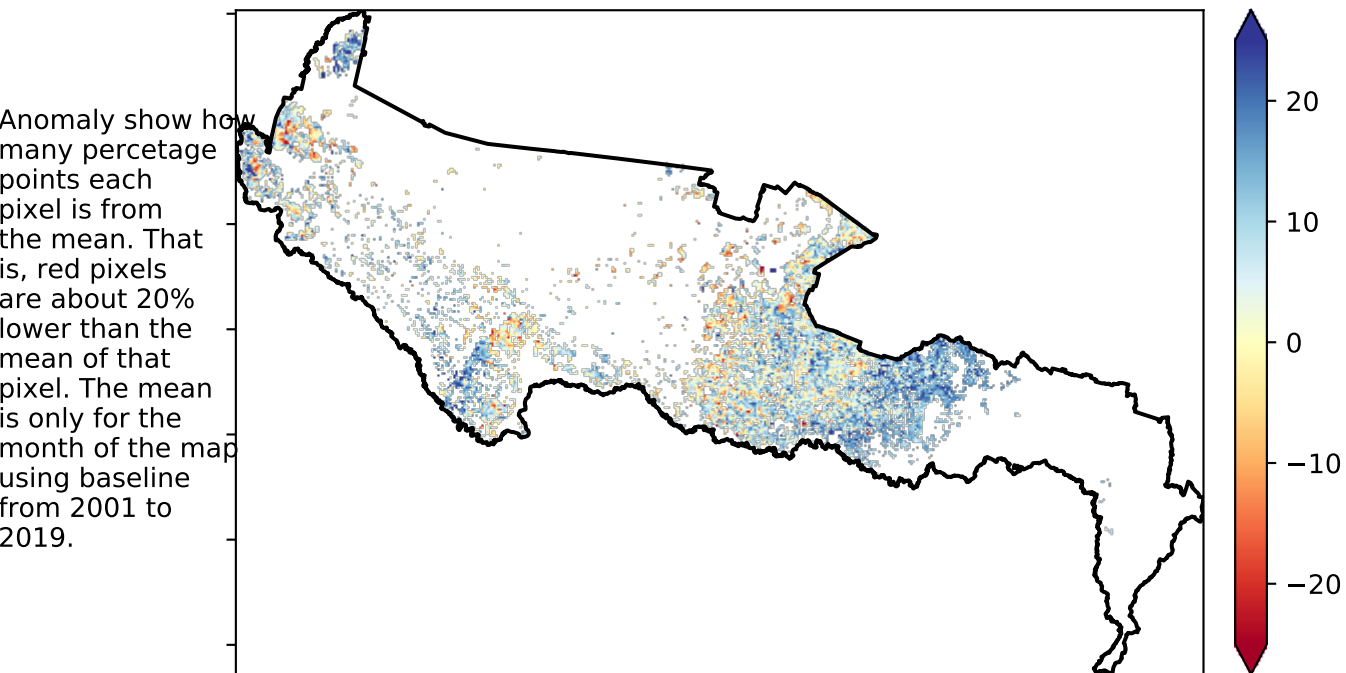 Anomaly show how
many percetage
points each
pixel is from
the mean. That
is, red pixels
are about 20%
lower than the
mean of that
pixel. The mean
is only for the
month of the map
using baseline
from 2001 to
2019.
20
10
0
−10
−20